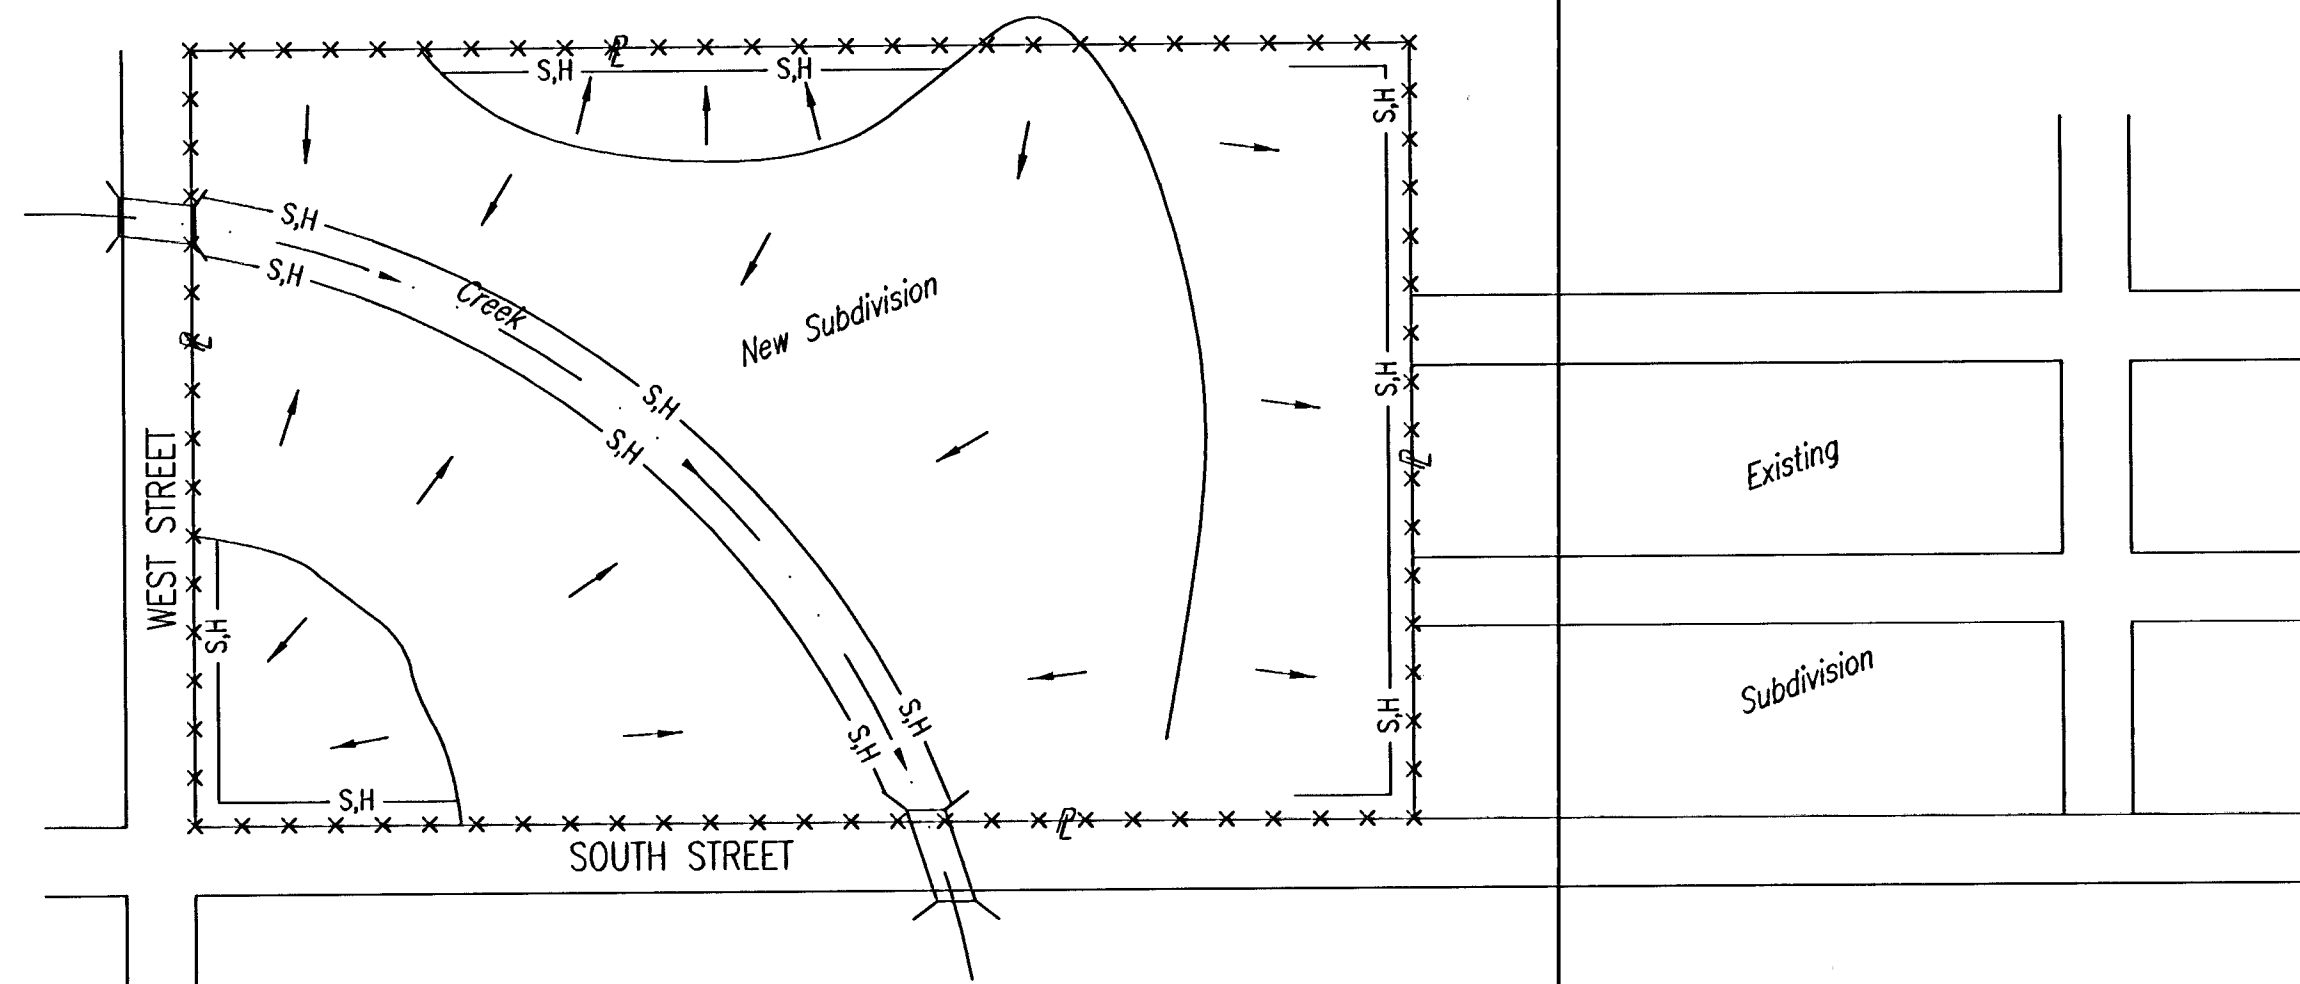 ℄
S,H
S,H
S,H
S,H
S,H
Creek
New Subdivision
℄
S,H
S,H
S,H
℄
Existing
WEST STREET
S,H
Subdivision
S,H
S,H
S,H
S,H
℄
SOUTH STREET